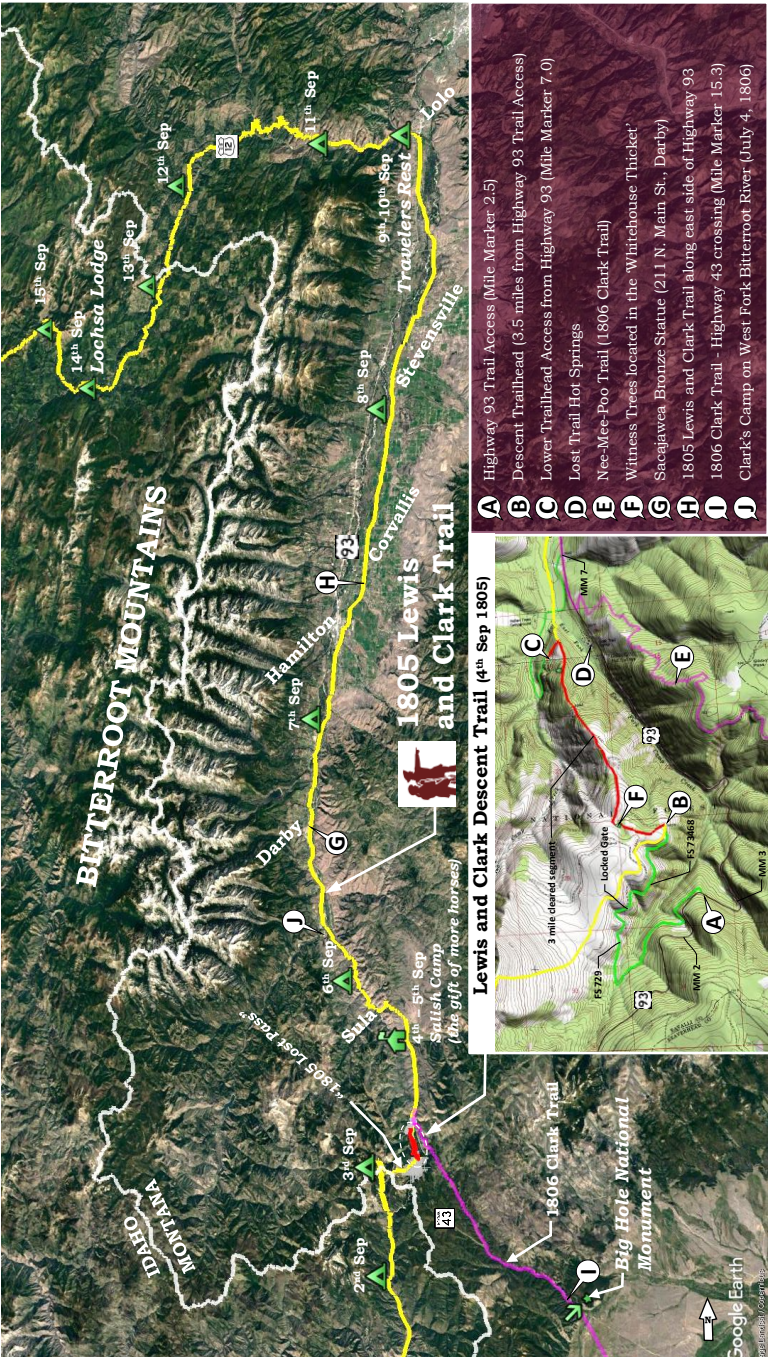 BITTERROOT MOUNTAINS
IDAHO
MONTANA
2nd Sep
3rd Sep
"1805 Lost Pass"
Sula
4th – 5th Sep
Salish Camp
(the gift of more horses)
6th Sep
J
Darby
G
7th Sep
Hamilton
H
93
Corvallis
8th Sep
Stevensville
9th-10th Sep
Travelers Rest
Lolo
11th Sep
12
12th Sep
13th Sep
14th Sep
Lochsa Lodge
15th Sep
1805 Lewis
and Clark Trail
43
1806 Clark Trail
I
Big Hole National
Monument
N
Google Earth
Lewis and Clark Descent Trail (4th Sep 1805)
C
D
MM 7
E
93
F
B
3 mile cleared segment
Locked Gate
FS 73468
FS 729
A
MM 2
MM 3
93
A Highway 93 Trail Access (Mile Marker 2.5)
B Descent Trailhead (3.5 miles from Highway 93 Trail Access)
C Lower Trailhead Access from Highway 93 (Mile Marker 7.0)
D Lost Trail Hot Springs
E Nee-Mee-Poo Trail (1806 Clark Trail)
F Witness Trees located in the 'Whitehouse Thicket'
G Sacajawea Bronze Statue (211 N. Main St., Darby)
H 1805 Lewis and Clark Trail along east side of Highway 93
I 1806 Clark Trail - Highway 43 crossing (Mile Marker 15.3)
J Clark's Camp on West Fork Bitterroot River (July 4, 1806)